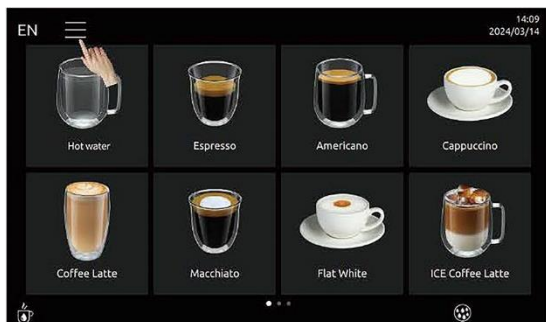 EN
14:09
2024/03/14
Hot water
Espresso
Americano
Cappuccino
Coffee Latte
Macchiato
Flat White
ICE Coffee Latte